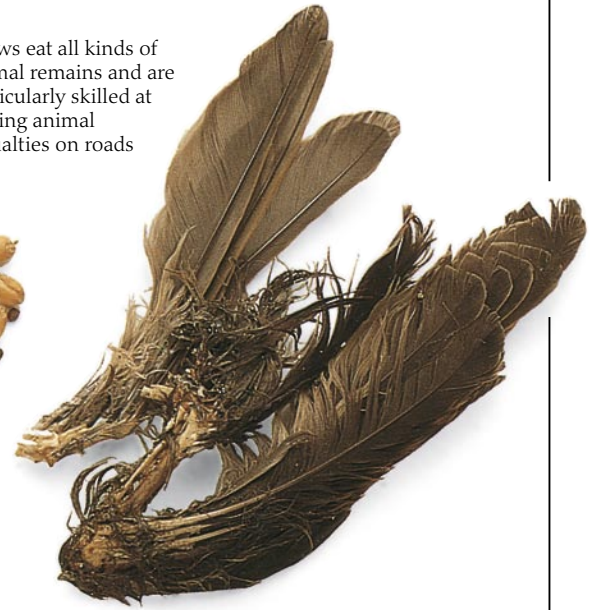 ws eat all kinds of
mal remains and are
icularly skilled at
ing animal
alties on roads